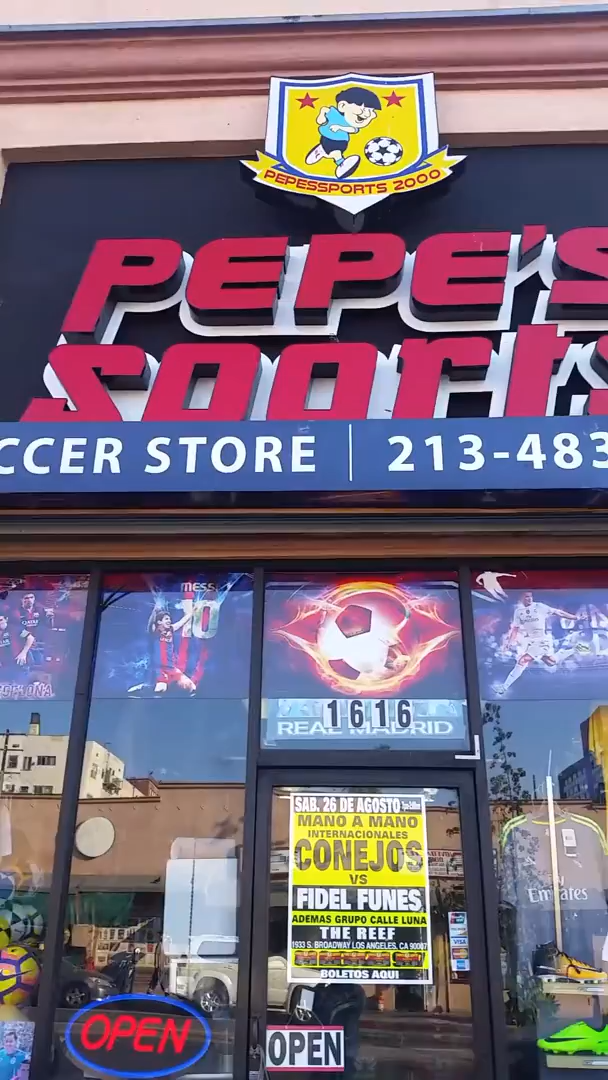 PEPESSPORTS 2000
PEPE'S
Sports
CCER STORE | 213-483
MESSI
10
1616
REAL MADRID
SAB. 26 DE AGOSTO
MANO A MANO
INTERNACIONALES
CONEJOS
VS
FIDEL FUNES
ADEMAS GRUPO CALLE LUNA
THE REEF
1933 S. BROADWAY LOS ANGELES, CA 90007
BOLETOS AQUI
VISA
Fly
Emirates
OPEN
OPEN